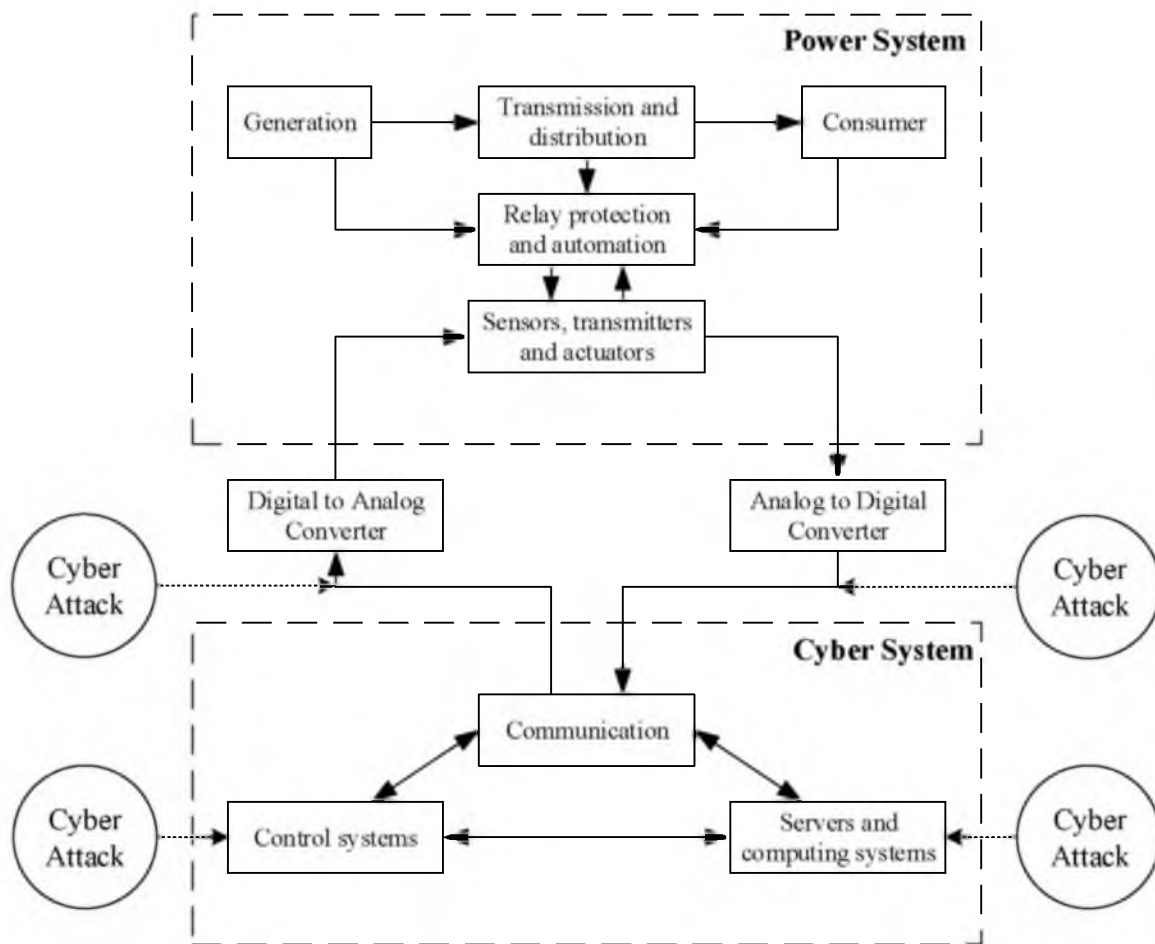 Power System
Generation
Transmission and
distribution
Consumer
Relay protection
and automation
Sensors, transmitters
and actuators
Digital to Analog
Converter
Analog to Digital
Converter
Cyber
Attack
Cyber
Attack
Cyber System
Communication
Cyber
Attack
Control systems
Servers and
computing systems
Cyber
Attack